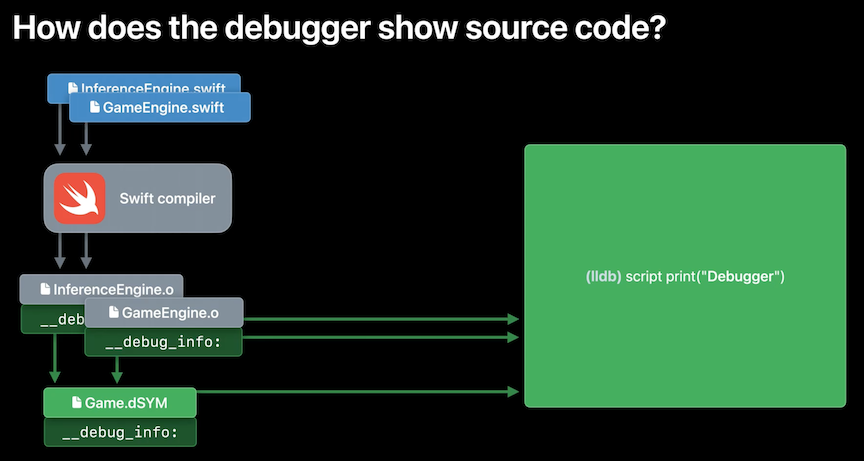 How does the debugger show source code?
InferenceEngine.swift
GameEngine.swift
Swift compiler
(lldb) script print("Debugger")
InferenceEngine.o
GameEngine.o
__deb
__debug_info:
Game.dSYM
__debug_info: